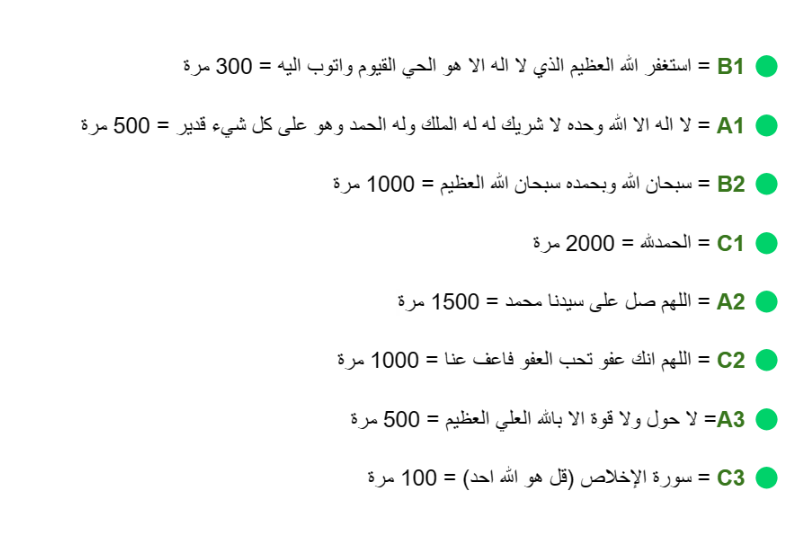 B1 = استغفر الله العظيم الذي لا اله الا هو الحي القيوم واتوب اليه = 300 مرة
A1 = لا اله الا الله وحده لا شريك له له الملك وله الحمد وهو على كل شيء قدير = 500 مرة
B2 = سبحان الله وبحمده سبحان الله العظيم = 1000 مرة
C1 = الحمدلله = 2000 مرة
A2 = اللهم صل على سيدنا محمد = 1500 مرة
C2 = اللهم انك عفو تحب العفو فاعف عنا = 1000 مرة
A3= لا حول ولا قوة الا بالله العلي العظيم = 500 مرة
C3 = سورة الإخلاص (قل هو الله احد) = 100 مرة